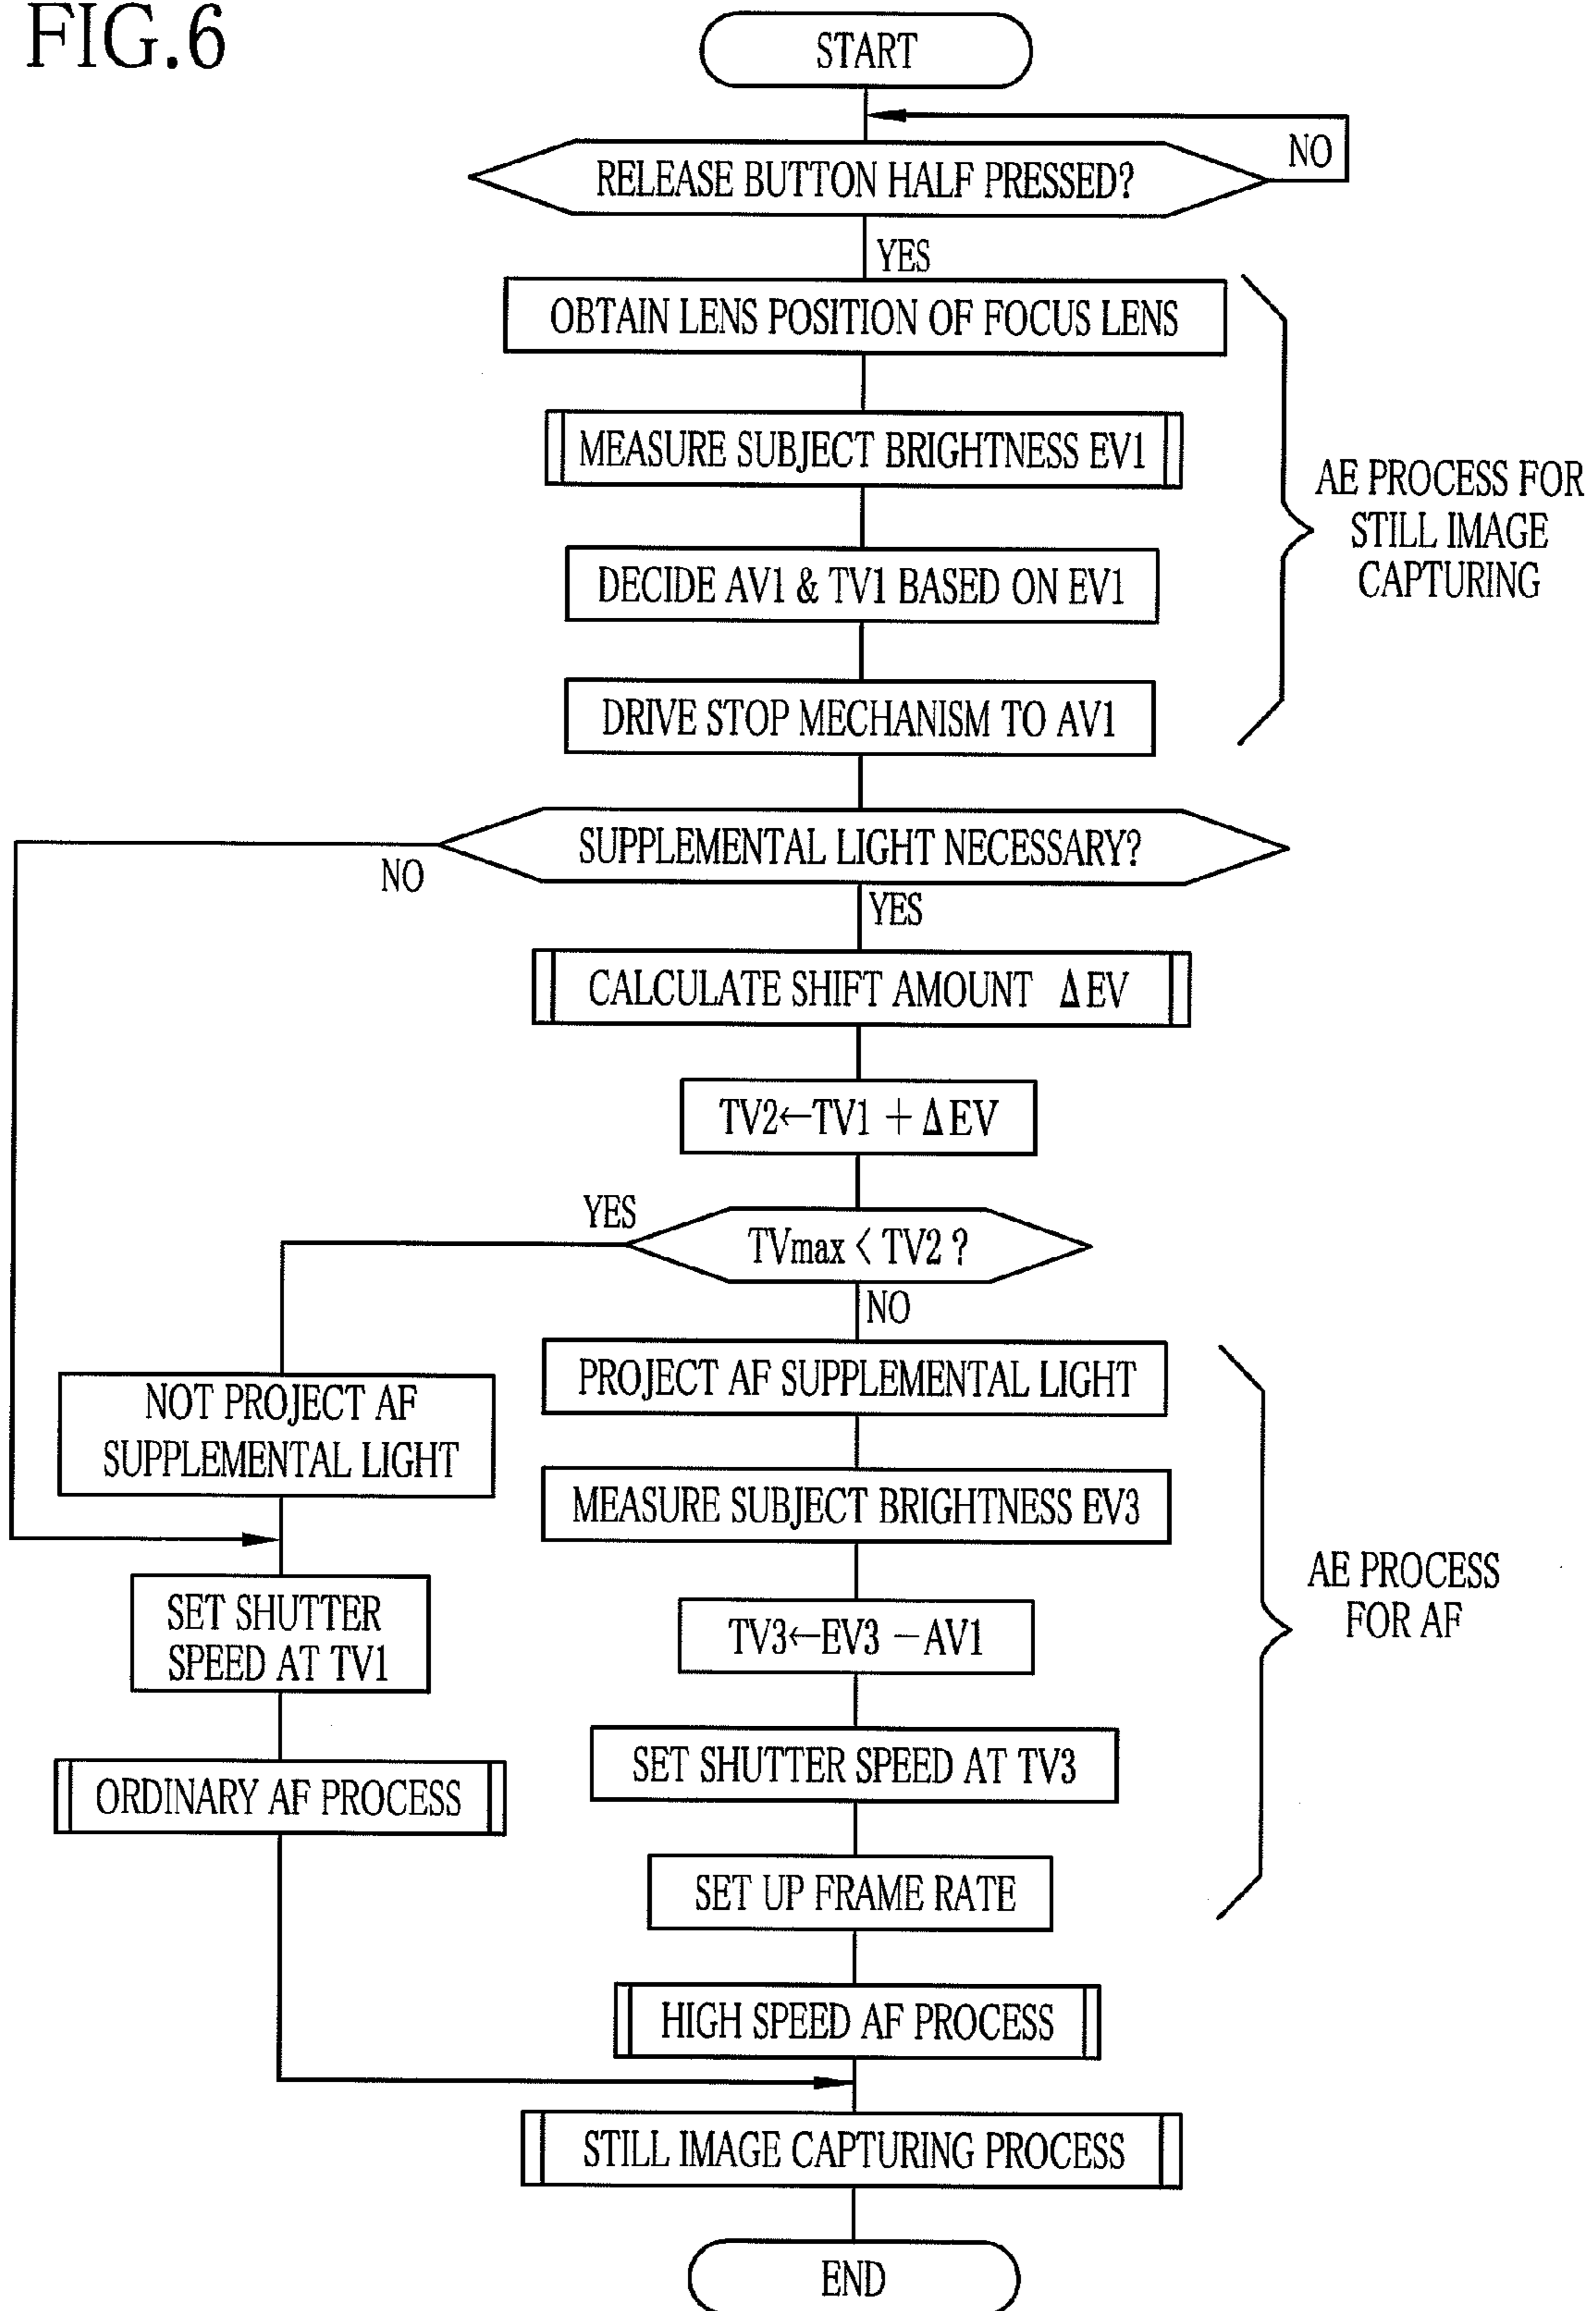 FIG.6
START
NO
RELEASE BUTTON HALF PRESSED?
YES
OBTAIN LENS POSITION OF FOCUS LENS
MEASURE SUBJECT BRIGHTNESS EV1
DECIDE AV1 & TV1 BASED ON EV1
DRIVE STOP MECHANISM TO AV1
AE PROCESS FOR
STILL IMAGE
CAPTURING
SUPPLEMENTAL LIGHT NECESSARY?
NO
YES
CALCULATE SHIFT AMOUNT ΔEV
TV2←TV1 + ΔEV
YES
TVmax < TV2 ?
NO
NOT PROJECT AF
SUPPLEMENTAL LIGHT
SET SHUTTER
SPEED AT TV1
ORDINARY AF PROCESS
PROJECT AF SUPPLEMENTAL LIGHT
MEASURE SUBJECT BRIGHTNESS EV3
TV3←EV3 −AV1
SET SHUTTER SPEED AT TV3
SET UP FRAME RATE
AE PROCESS
FOR AF
HIGH SPEED AF PROCESS
STILL IMAGE CAPTURING PROCESS
END